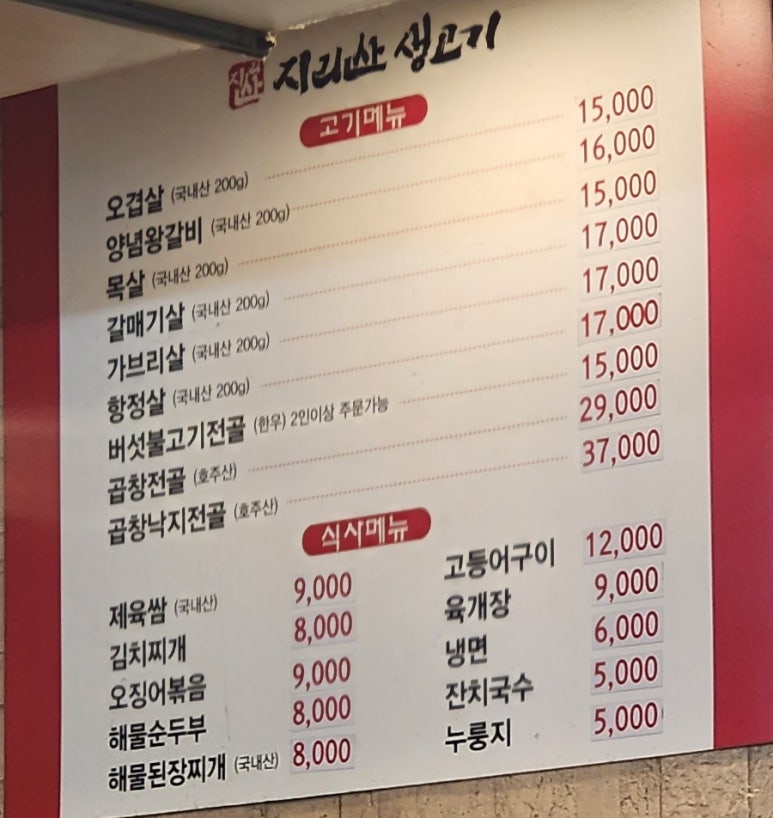 지리산 지리산 생고기
고기메뉴
오겹살 (국내산 200g) 15,000
양념왕갈비 (국내산 200g) 16,000
목살 (국내산 200g) 15,000
갈매기살 (국내산 200g) 17,000
가브리살 (국내산 200g) 17,000
항정살 (국내산 200g) 17,000
버섯불고기전골 (한우) 2인이상 주문가능 15,000
곱창전골 (호주산) 29,000
곱창낙지전골 (호주산) 37,000
식사메뉴
제육쌈 (국내산) 9,000
김치찌개 8,000
오징어볶음 9,000
해물순두부 8,000
해물된장찌개 (국내산) 8,000
고등어구이 12,000
육개장 9,000
냉면 6,000
잔치국수 5,000
누룽지 5,000